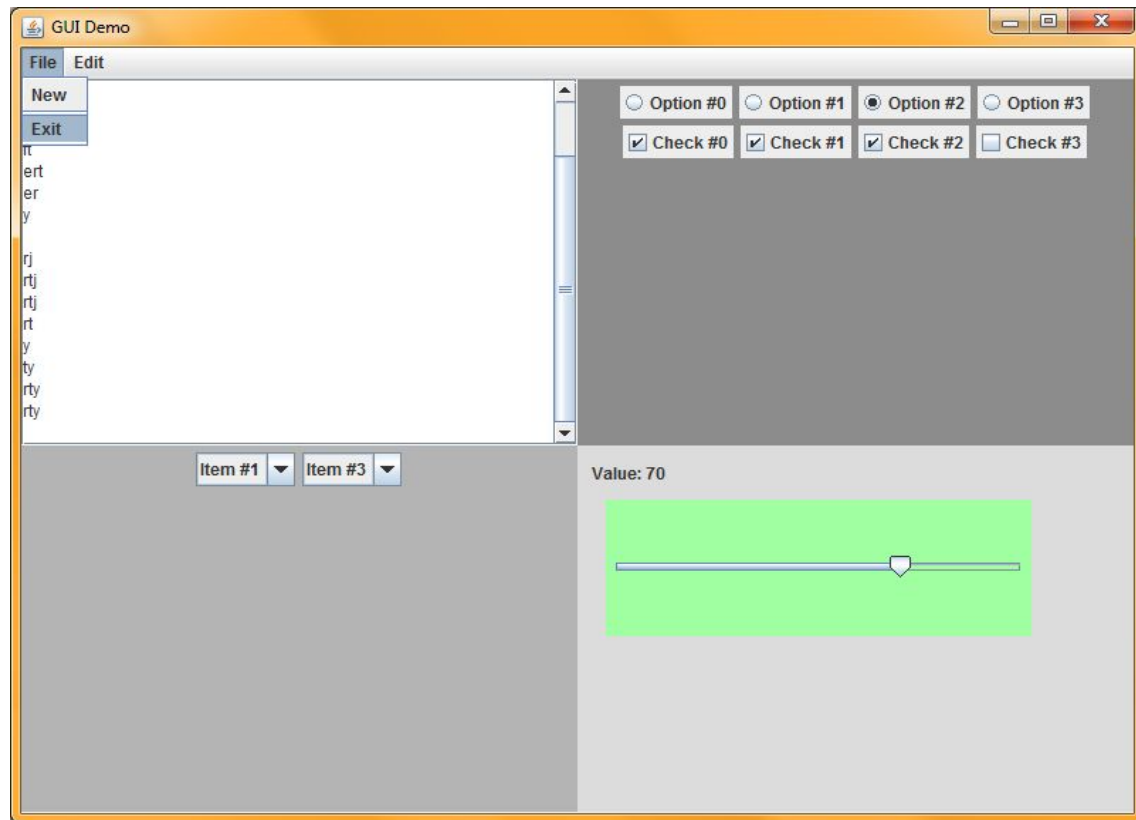 GUI Demo
File Edit
New
Exit
ert
er
y
rj
rtj
rtj
rt
y
ty
rty
rty
Option #0 Option #1 Option #2 Option #3
Check #0 Check #1 Check #2 Check #3
Item #1 Item #3
Value: 70